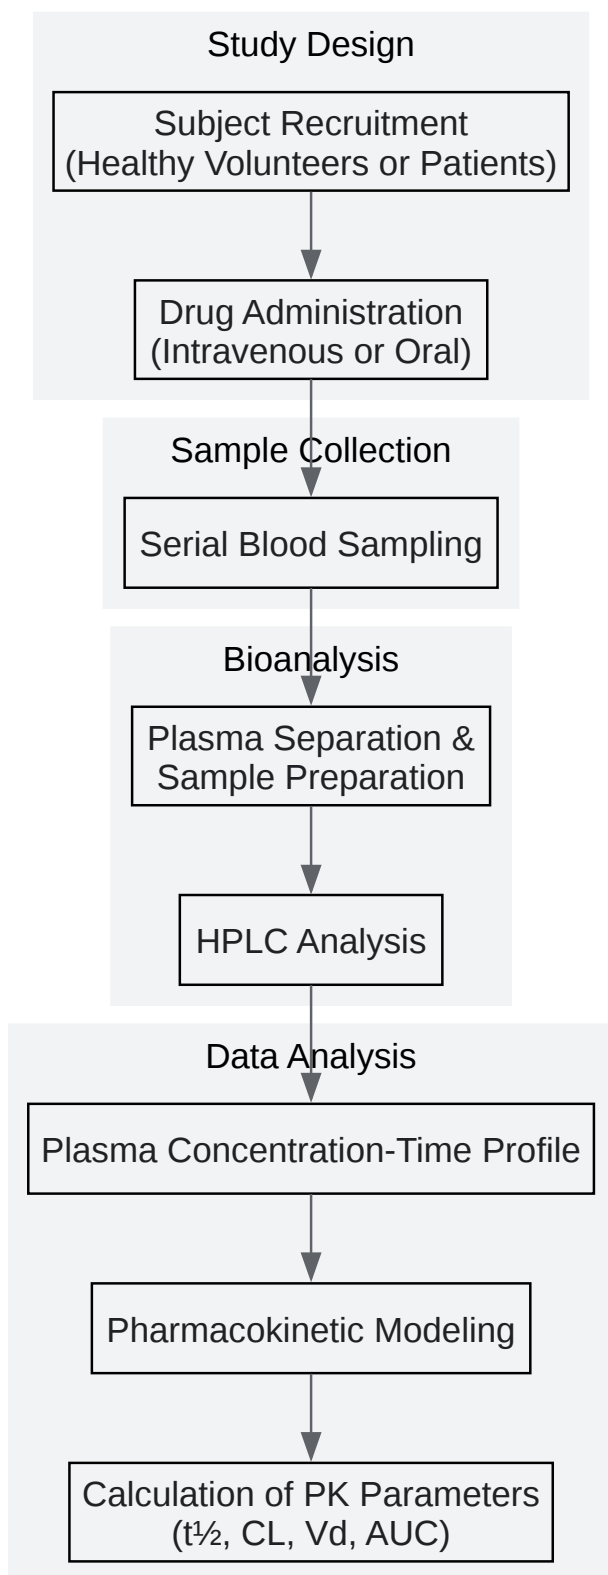 Study Design
Subject Recruitment
(Healthy Volunteers or Patients)
Drug Administration
(Intravenous or Oral)
Sample Collection
Serial Blood Sampling
Bioanalysis
Plasma Separation &
Sample Preparation
HPLC Analysis
Data Analysis
Plasma Concentration-Time Profile
Pharmacokinetic Modeling
Calculation of PK Parameters
(t½, CL, Vd, AUC)